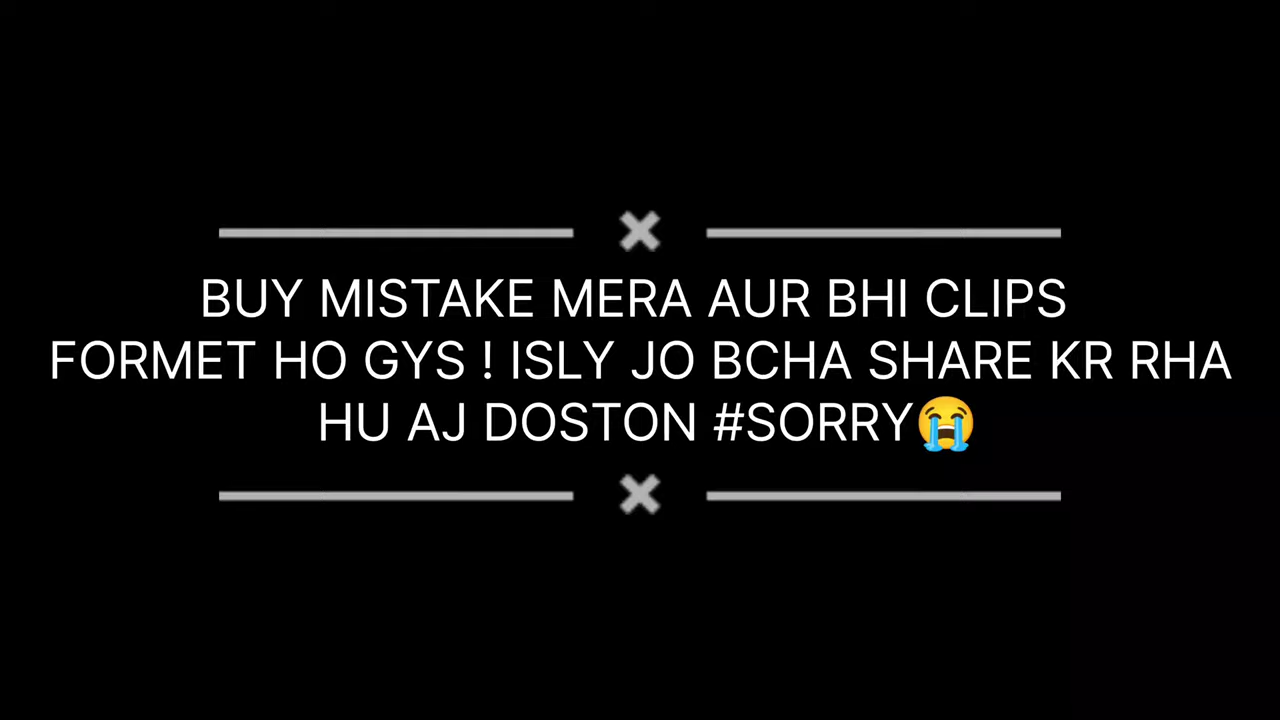 BUY MISTAKE MERA AUR BHI CLIPS
FORMET HO GYS ! ISLY JO BCHA SHARE KR RHA
HU AJ DOSTON #SORRY😭